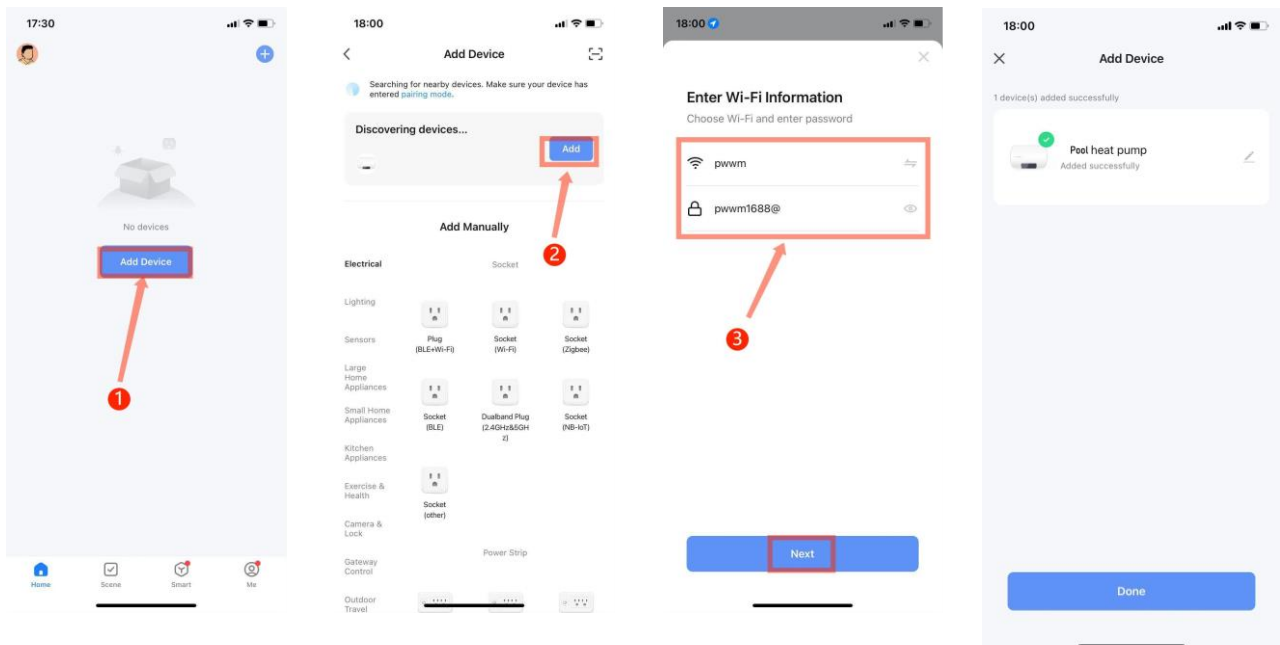 17:30
No devices
Add Device
1
Home
Scene
Smart
Me
18:00
Add Device
Searching for nearby devices. Make sure your device has
entered pairing mode.
Discovering devices...
Add
2
Add Manually
Electrical
Socket
Lighting
Sensors
Plug
(BLE+Wi-Fi)
Socket
(Wi-Fi)
Socket
(Zigbee)
Large
Home
Appliances
Small Home
Appliances
Socket
(BLE)
Dualband Plug
(2.4GHz&5GH
z)
Socket
(NB-IoT)
Kitchen
Appliances
Exercise &
Health
Socket
(other)
Camera &
Lock
Power Strip
Gateway
Control
Outdoor
Travel
18:00
Enter Wi-Fi Information
Choose Wi-Fi and enter password
pwwm
pwwm1688@
3
Next
18:00
Add Device
1 device(s) added successfully
Pool heat pump
Added successfully
Done